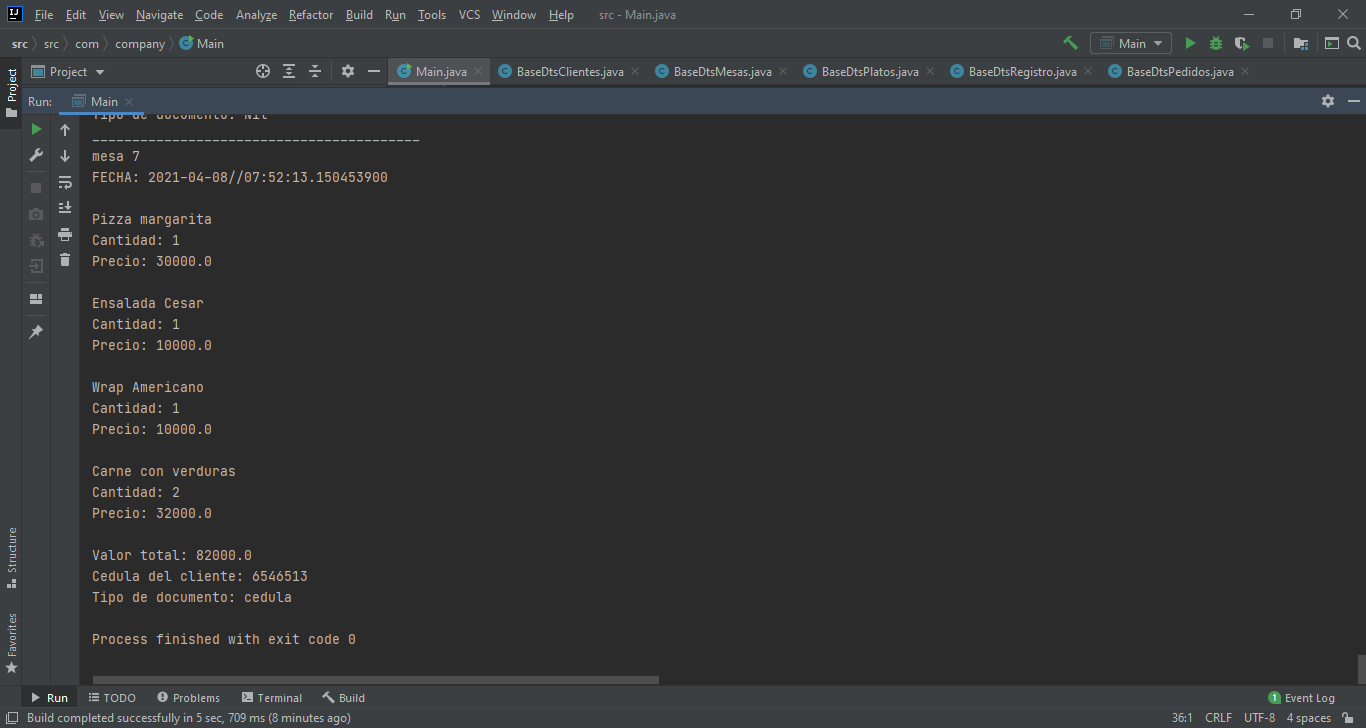 File Edit View Navigate Code Analyze Refactor Build Run Tools VCS Window Help src - Main.java
src src com company Main Main
Project Project Main.java BaseDtsClientes.java BaseDtsMesas.java BaseDtsPlatos.java BaseDtsRegistro.java BaseDtsPedidos.java
Run: Main
Tipo de documento: Nit
_________________________________________
mesa 7
FECHA: 2021-04-08//07:52:13.150453900
Pizza margarita
Cantidad: 1
Precio: 30000.0
Ensalada Cesar
Cantidad: 1
Precio: 10000.0
Wrap Americano
Cantidad: 1
Precio: 10000.0
Carne con verduras
Cantidad: 2
Precio: 32000.0
Valor total: 82000.0
Cedula del cliente: 6546513
Tipo de documento: cedula
Process finished with exit code 0
Structure
Favorites
Run TODO Problems Terminal Build 1 Event Log
Build completed successfully in 5 sec, 709 ms (8 minutes ago) 36:1 CRLF UTF-8 4 spaces